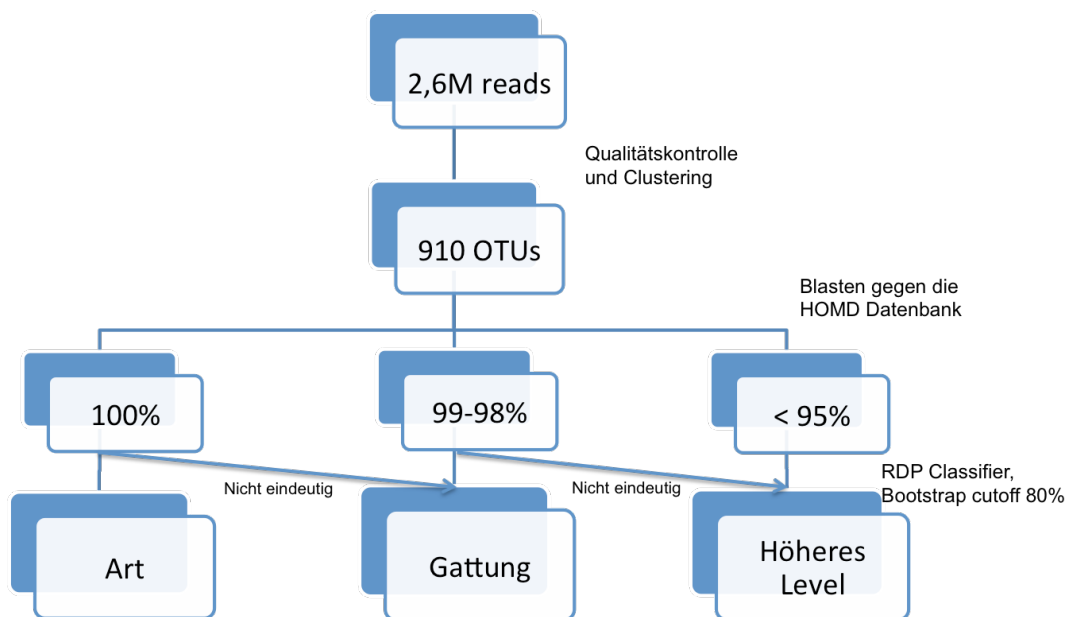 2,6M reads
Qualitätskontrolle
und Clustering
910 OTUs
Blasten gegen die
HOMD Datenbank
100%
99-98%
< 95%
Nicht eindeutig
Nicht eindeutig
RDP Classifier,
Bootstrap cutoff 80%
Art
Gattung
Höheres
Level